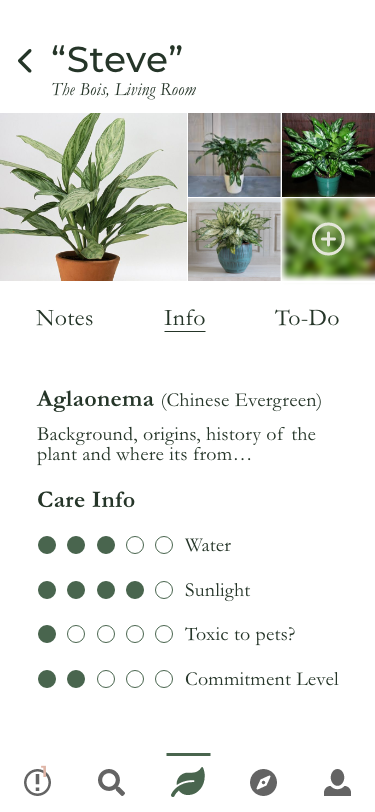 “Steve”
The Bois, Living Room
Notes Info To-Do
Aglaonema (Chinese Evergreen)
Background, origins, history of the
plant and where its from…
Care Info
Water
Sunlight
Toxic to pets?
Commitment Level
1